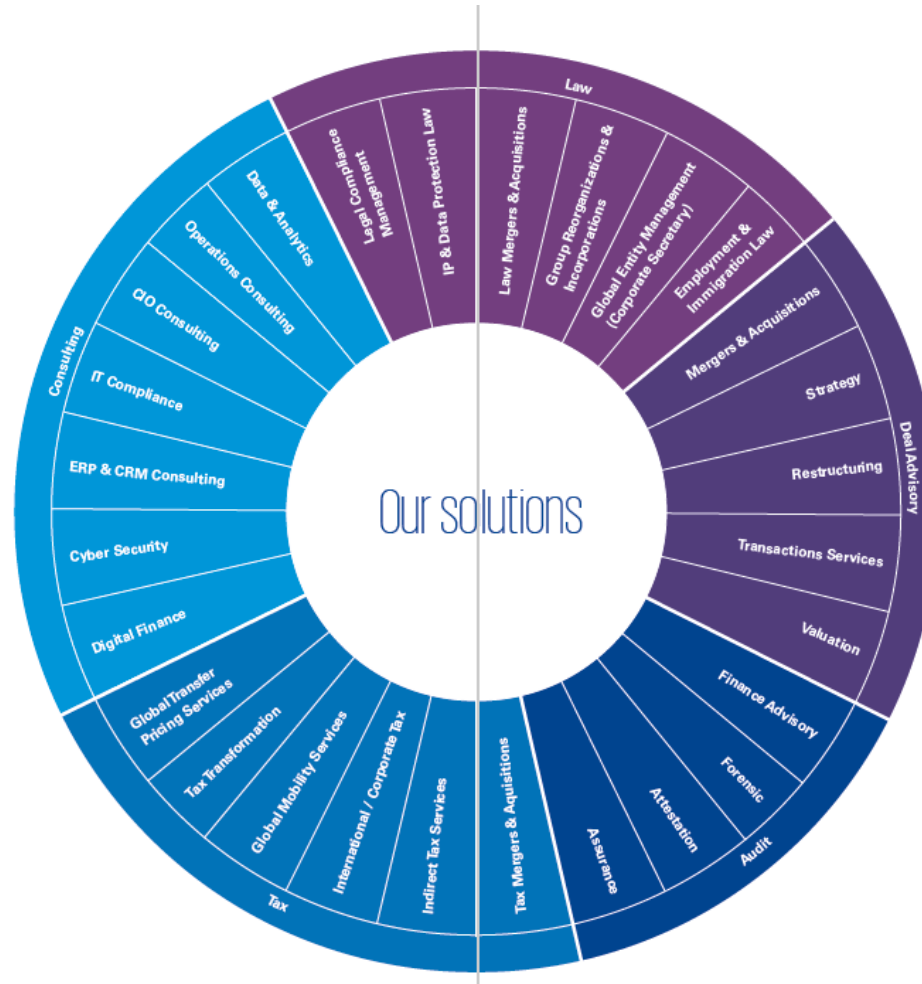 Our solutions
Law
Legal Compliance
Management
IP & Data Protection Law
Law Mergers & Acquisitions
Group Reorganizations &
Incorporations
Global Entity Management
(Corporate Secretary)
Employment &
Immigration Law
Deal Advisory
Mergers & Acquisitions
Strategy
Restructuring
Transactions Services
Valuation
Audit
Finance Advisory
Forensic
Attestation
Assurance
Tax
Tax Mergers & Aquisitions
Indirect Tax Services
International / Corporate Tax
Global Mobility Services
Tax Transformation
Global Transfer
Pricing Services
Consulting
Digital Finance
Cyber Security
ERP & CRM Consulting
IT Compliance
CIO Consulting
Operations Consulting
Data & Analytics